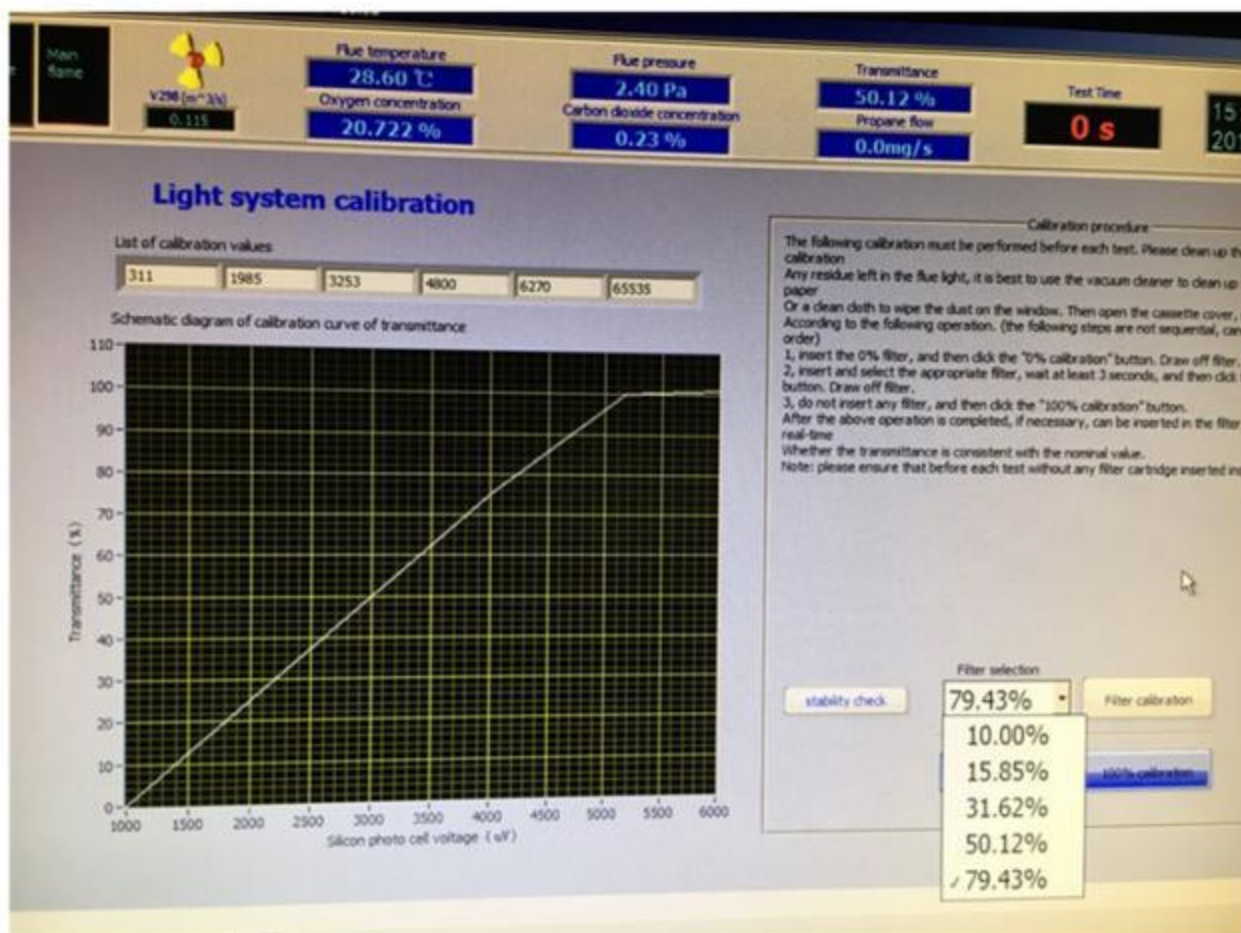 Main
flame
V298 (m^3/s)
0.115
Flue temperature
28.60 ℃
Oxygen concentration
20.722 %
Flue pressure
2.40 Pa
Carbon dioxide concentration
0.23 %
Transmittance
50.12 %
Propane flow
0.0mg/s
Test Time
0 s
15
201
Light system calibration
List of calibration values
311 1985 3253 4800 6270 65535
Schematic diagram of calibration curve of transmittance
110
100
90
80
70
60
50
40
30
20
10
0
Transmittance (%)
1000 1500 2000 2500 3000 3500 4000 4500 5000 5500 6000
Silicon photo cell voltage (uV)
Calibration procedure
The following calibration must be performed before each test. Please clean up th
calibration
Any residue left in the flue light, it is best to use the vacuum cleaner to clean up
paper
Or a clean cloth to wipe the dust on the window. Then open the cassette cover,
According to the following operation. (the following steps are not sequential, can
order)
1, insert the 0% filter, and then click the "0% calibration" button. Draw off filter.
2, insert and select the appropriate filter, wait at least 3 seconds, and then click
button. Draw off filter.
3, do not insert any filter, and then click the "100% calibration" button.
After the above operation is completed, if necessary, can be inserted in the filter
real-time
Whether the transmittance is consistent with the nominal value.
Note: please ensure that before each test without any filter cartridge inserted in
Filter selection
stability check
79.43%
Filter calibration
10.00%
15.85%
31.62%
50.12%
✓79.43%
100% calibration